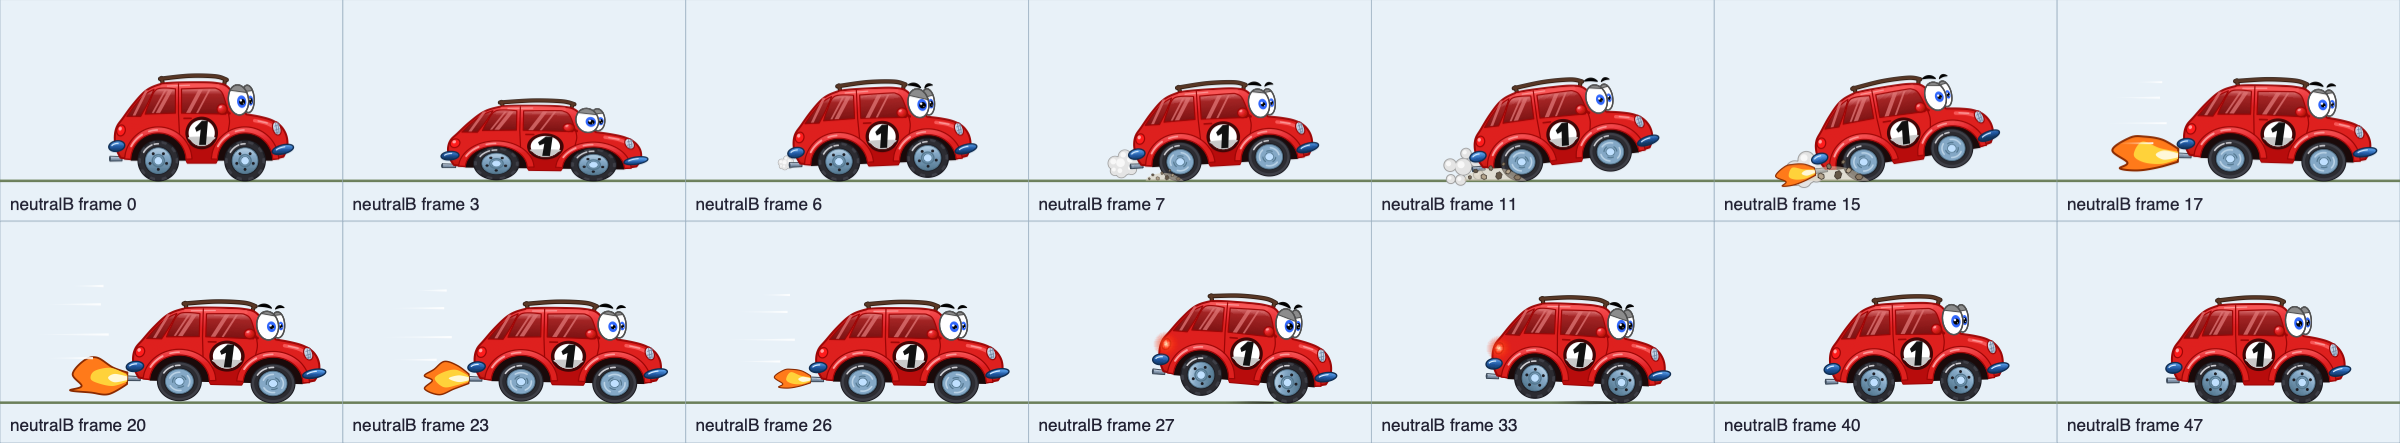 1
1
1
1
1
1
1
neutralB frame 0
neutralB frame 3
neutralB frame 6
neutralB frame 7
neutralB frame 11
neutralB frame 15
neutralB frame 17
1
1
1
1
1
1
1
neutralB frame 20
neutralB frame 23
neutralB frame 26
neutralB frame 27
neutralB frame 33
neutralB frame 40
neutralB frame 47